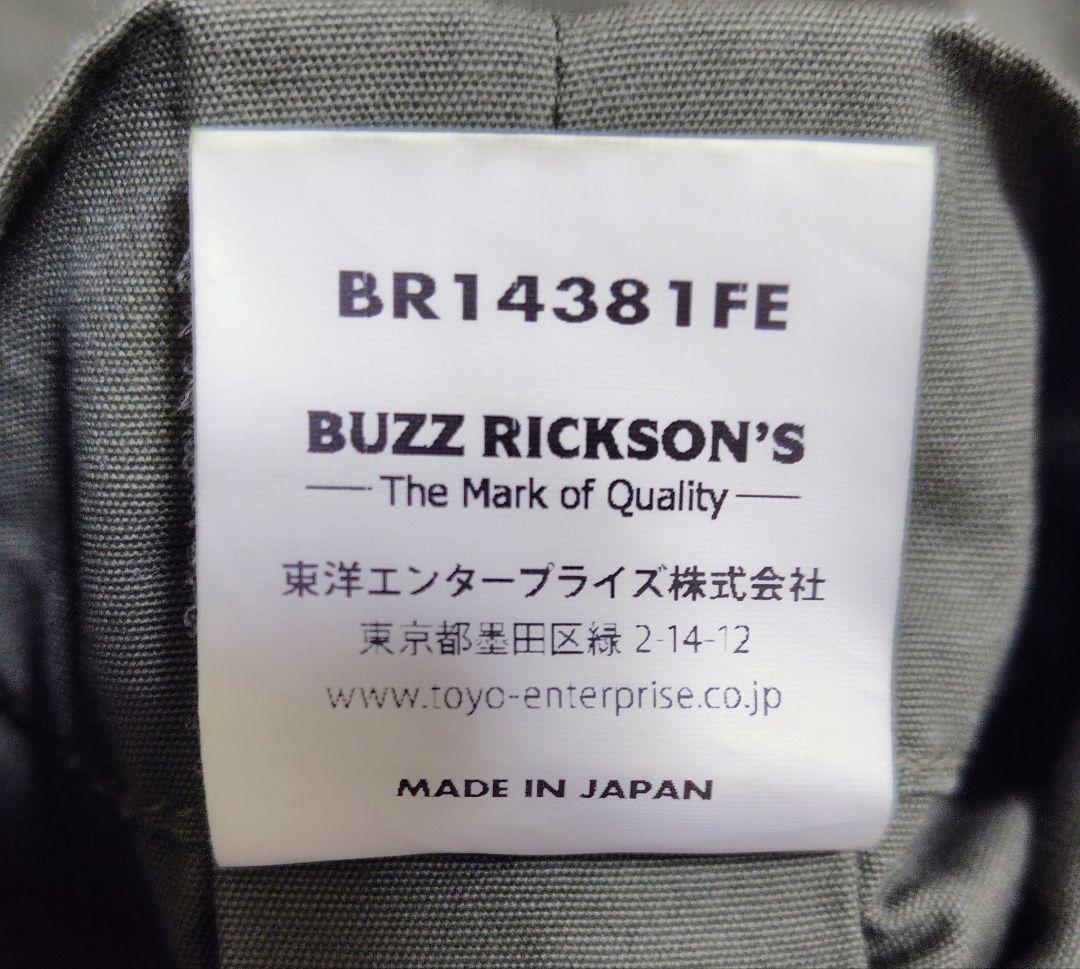 BR14381FE
BUZZ RICKSON'S
The Mark of Quality
東洋エンタープライズ株式会社
東京都墨田区緑 2-14-12
www.toyo-enterprise.co.jp
MADE IN JAPAN